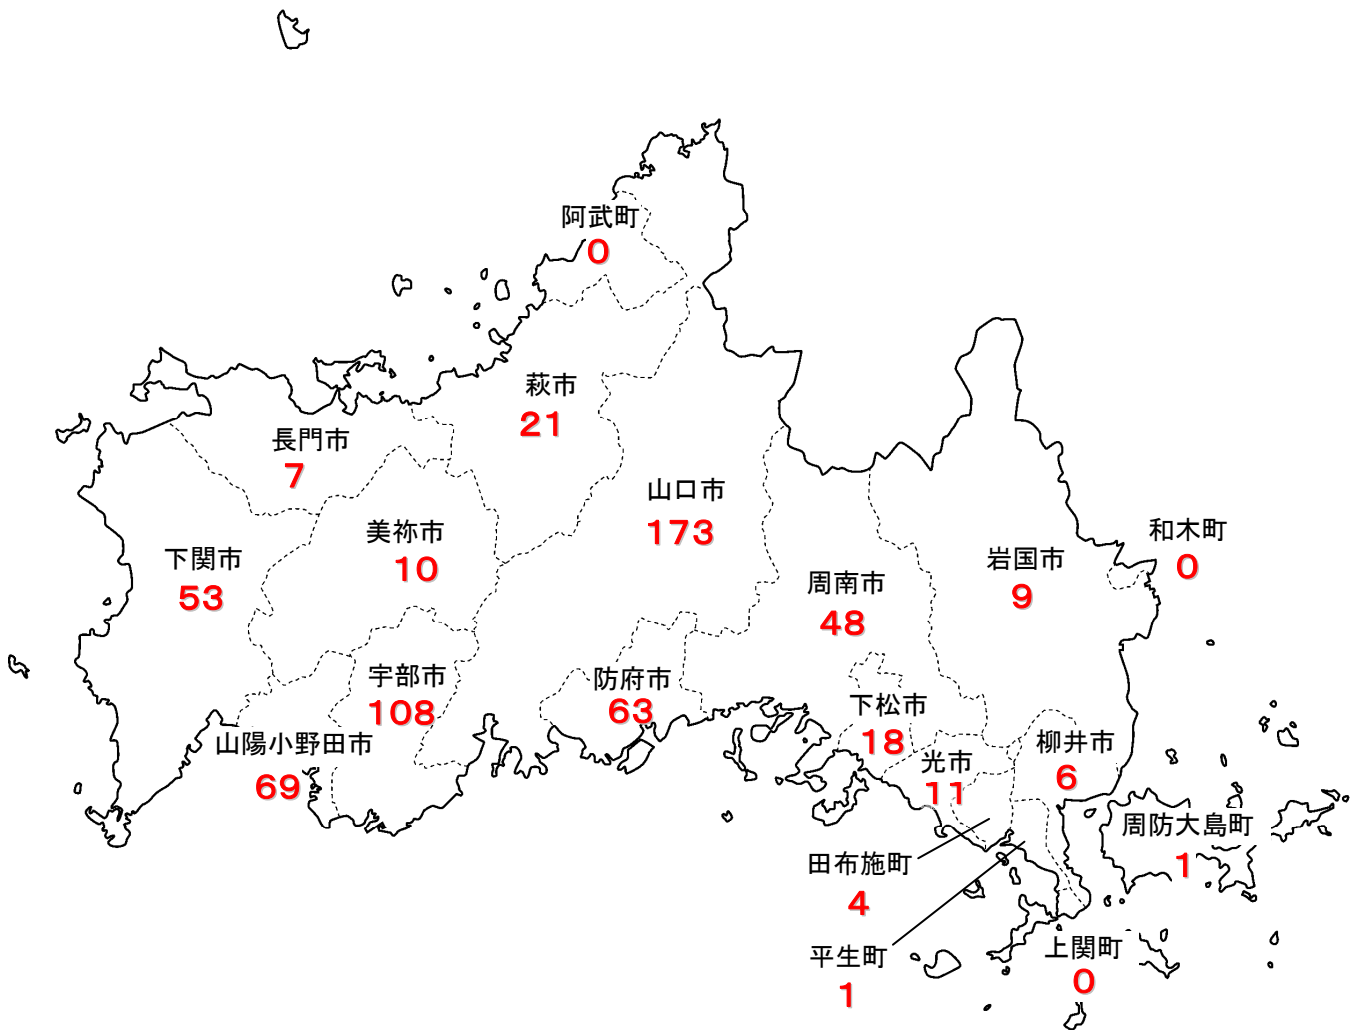 阿武町
0
萩市
21
長門市
7
山口市
173
美祢市
10
下関市
53
和木町
0
岩国市
9
周南市
48
宇部市
108
防府市
63
下松市
18
山陽小野田市
69
柳井市
6
光市
11
周防大島町
1
田布施町
4
平生町
1
上関町
0